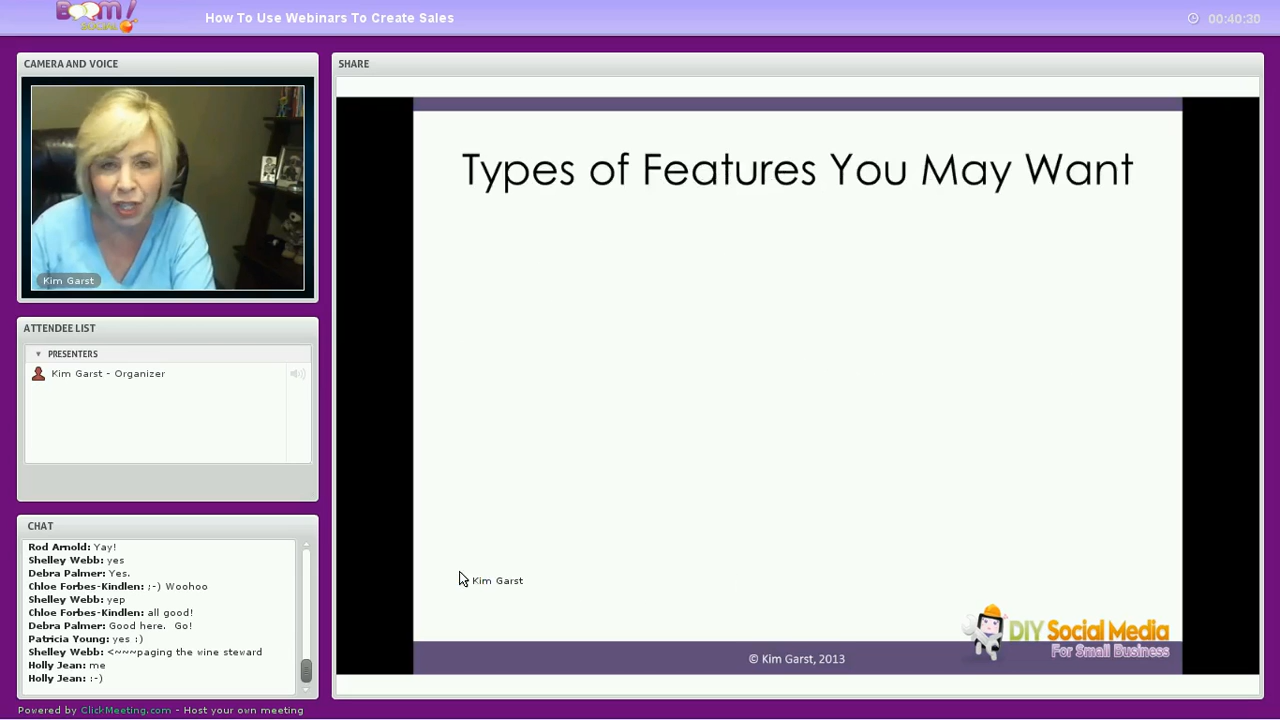 BOOM!
SOCIAL
How To Use Webinars To Create Sales
00:40:30
CAMERA AND VOICE
Kim Garst
ATTENDEE LIST
PRESENTERS
Kim Garst - Organizer
CHAT
Rod Arnold: Yay!
Shelley Webb: yes
Debra Palmer: Yes.
Chloe Forbes-Kindlen: ;-) Woohoo
Shelley Webb: yep
Chloe Forbes-Kindlen: all good!
Debra Palmer: Good here.  Go!
Patricia Young: yes :)
Shelley Webb: <~~~paging the wine steward
Holly Jean: me
Holly Jean: :-)
Powered by ClickMeeting.com - Host your own meeting
SHARE
Types of Features You May Want
Kim Garst
DIY Social Media
For Small Business
© Kim Garst, 2013